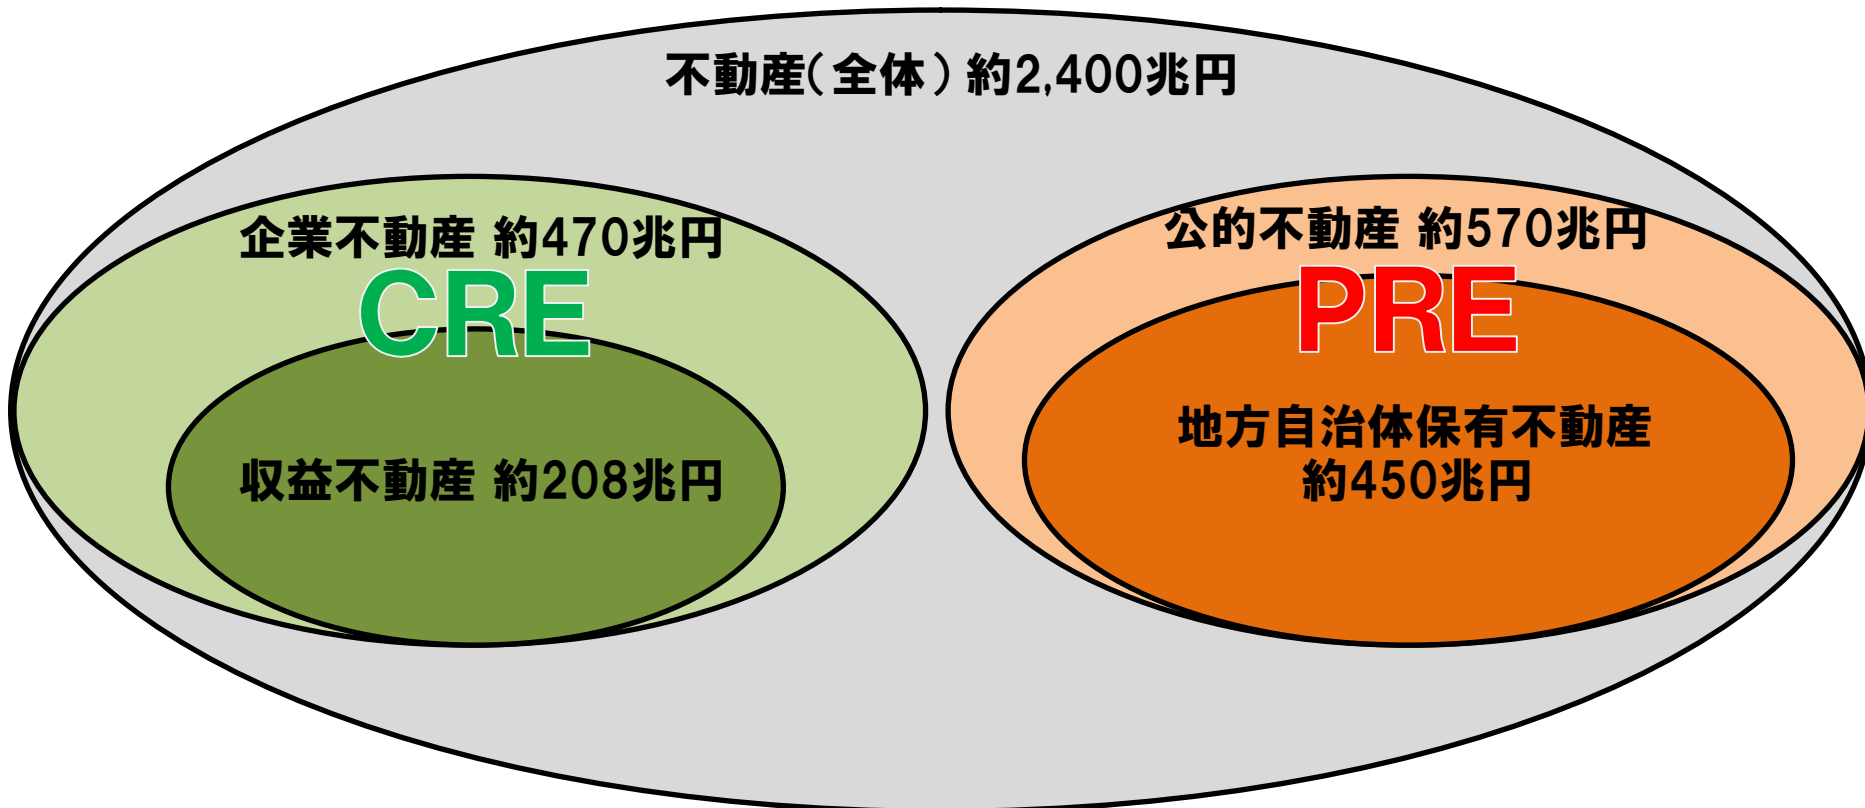 不動産（全体）約2,400兆円
企業不動産 約470兆円
CRE
収益不動産 約208兆円
公的不動産 約570兆円
PRE
地方自治体保有不動産
約450兆円